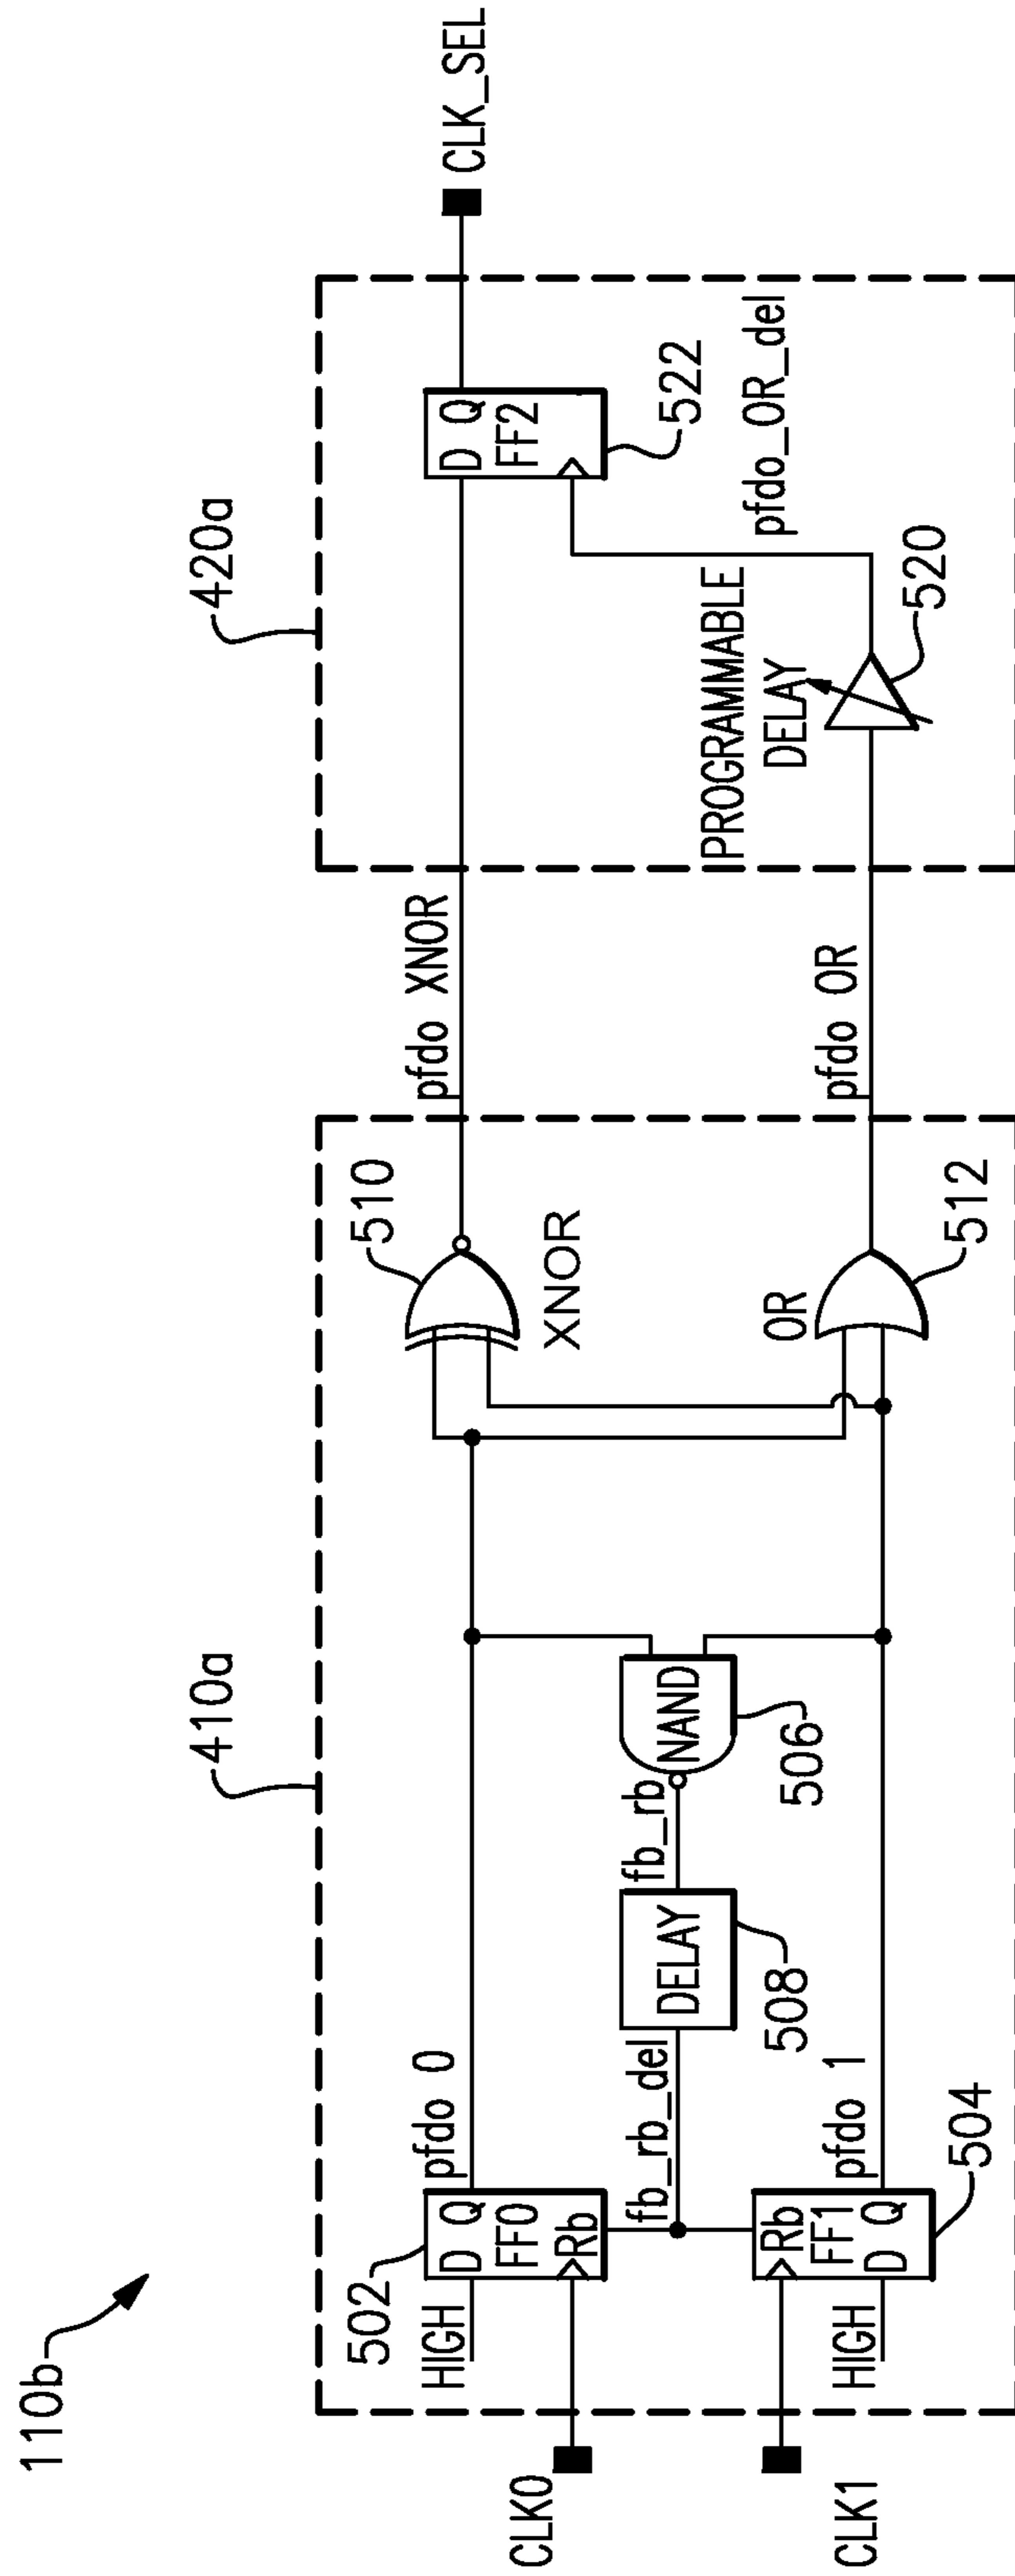 110b
410a
420a
CLK0
CLK1
502
HIGH
D Q
FF0
Rb
pfdo 0
fb_rb_del
DELAY
508
fb_rb
NAND
506
Rb
FF1
D Q
HIGH
pfdo 1
504
510
XNOR
OR
512
pfdo XNOR
pfdo OR
PROGRAMMABLE
DELAY
520
pfdo_OR_del
D Q
FF2
522
CLK_SEL